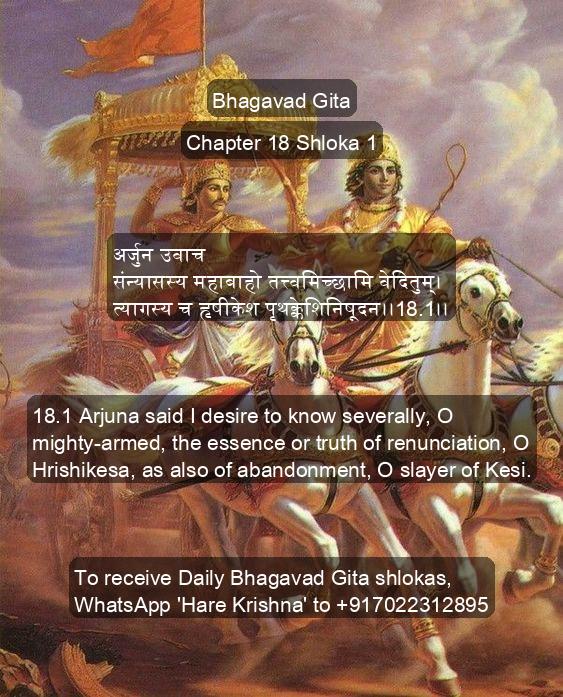 Bhagavad Gita
Chapter 18 Shloka 1
अर्जुन उवाच
संन्यासस्य महाबाहो तत्त्वमिच्छामि वेदितुम्।
त्यागस्य च हृषीकेश पृथक्केशिनिषूदन।।18.1।।
18.1 Arjuna said I desire to know severally, O
mighty-armed, the essence or truth of renunciation, O
Hrishikesa, as also of abandonment, O slayer of Kesi.
To receive Daily Bhagavad Gita shlokas,
WhatsApp 'Hare Krishna' to +917022312895